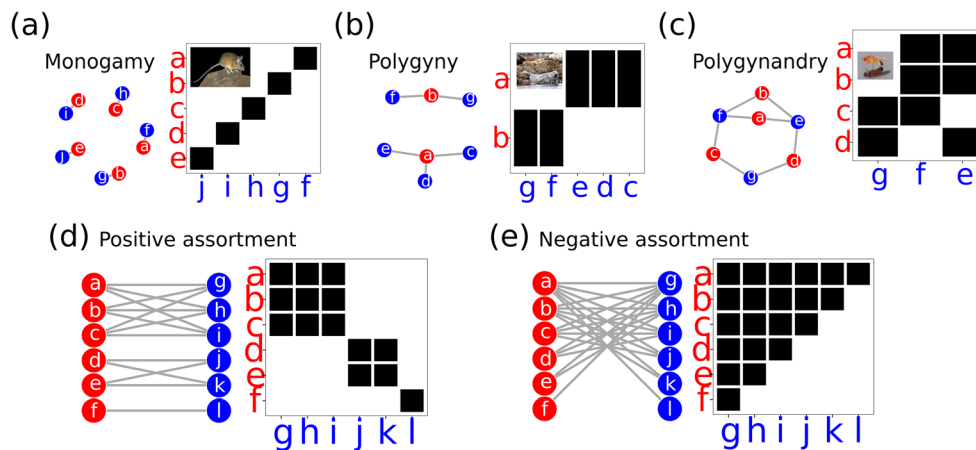 (a) Monogamy
h
d
i
c
f
e
j
a
g b
a
b
c
d
e
j i h g f
(b) Polygyny
f b g
e a c
d
a
b
g f e d c
(c) Polygynandry
b
f a e
c d
g
a
b
c
d
g f e
(d) Positive assortment
a g
b h
c i
d j
e k
f l
a
b
c
d
e
f
g h i j k l
(e) Negative assortment
a g
b h
c i
d j
e k
f l
a
b
c
d
e
f
g h i j k l